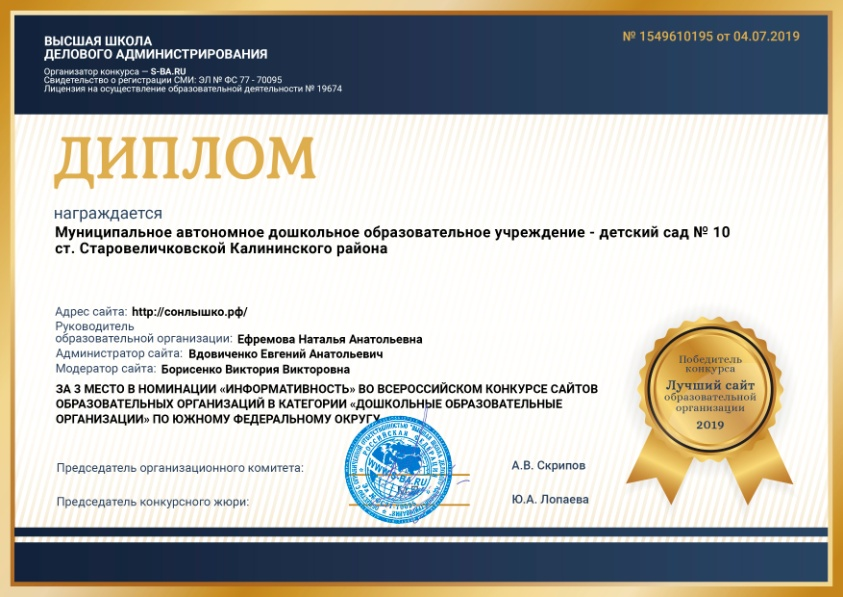 ВЫСШАЯ ШКОЛА
ДЕЛОВОГО АДМИНИСТРИРОВАНИЯ
Организатор конкурса — S-BA.RU
Свидетельство о регистрации СМИ: ЭЛ № ФС 77 - 70095
Лицензия на осуществление образовательной деятельности № 19674
№ 1549610195 от 04.07.2019
ДИПЛОМ
награждается
Муниципальное автономное дошкольное образовательное учреждение - детский сад № 10
ст. Старовеличковской Калининского района
Адрес сайта: http://сонлышко.рф/
Руководитель
образовательной организации: Ефремова Наталья Анатольевна
Администратор сайта: Вдовиченко Евгений Анатольевич
Модератор сайта: Борисенко Виктория Викторовна
ЗА 3 МЕСТО В НОМИНАЦИИ «ИНФОРМАТИВНОСТЬ» ВО ВСЕРОССИЙСКОМ КОНКУРСЕ САЙТОВ
ОБРАЗОВАТЕЛЬНЫХ ОРГАНИЗАЦИЙ В КАТЕГОРИИ «ДОШКОЛЬНЫЕ ОБРАЗОВАТЕЛЬНЫЕ
ОРГАНИЗАЦИИ» ПО ЮЖНОМУ ФЕДЕРАЛЬНОМУ ОКРУГУ
Победитель
конкурса
Лучший сайт
образовательной
организации
2019
РОССИЙСКАЯ ФЕДЕРАЦИЯ
WWW.S-BA.RU
Председатель организационного комитета:
А.В. Скрипов
Председатель конкурсного жюри:
Ю.А. Лопаева